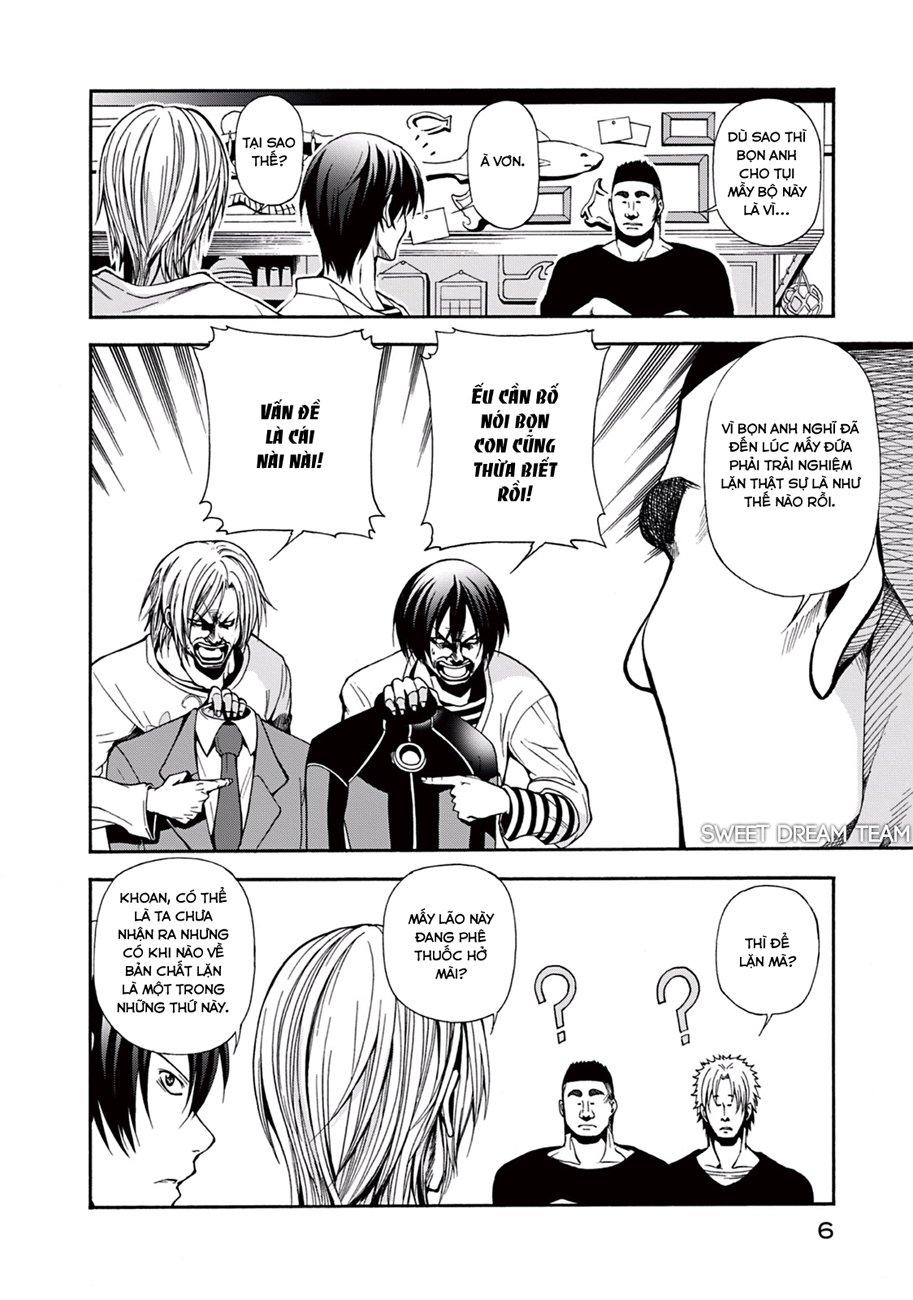 DÙ SAO THÌ
BỌN ANH
CHO TỤI
MẦY BỘ NÀY
LÀ VÌ...
À VƠN.
TẠI SAO
THẾ?
VÌ BỌN ANH NGHĨ ĐÃ
ĐẾN LÚC MẤY ĐỨA
PHẢI TRẢI NGHIỆM
LẶN THẬT SỰ LÀ NHƯ
THẾ NÀO RỒI.
ẾU CẦN BỐ
NÓI BỌN
CON CŨNG
THỪA BIẾT
RỒI!
VẤN ĐỀ
LÀ CÁI
NÀI NÀI!
SWEET DREAM TEAM
THÌ ĐỂ
LẶN MÀ?
?
?
MẤY LÃO NÀY
ĐANG PHÊ
THUỐC HỞ
MÀI?
KHOAN, CÓ THỂ
LÀ TA CHƯA
NHẬN RA NHƯNG
CÓ KHI NÀO VỀ
BẢN CHẤT LẶN
LÀ MỘT TRONG
NHỮNG THỨ NÀY.
6